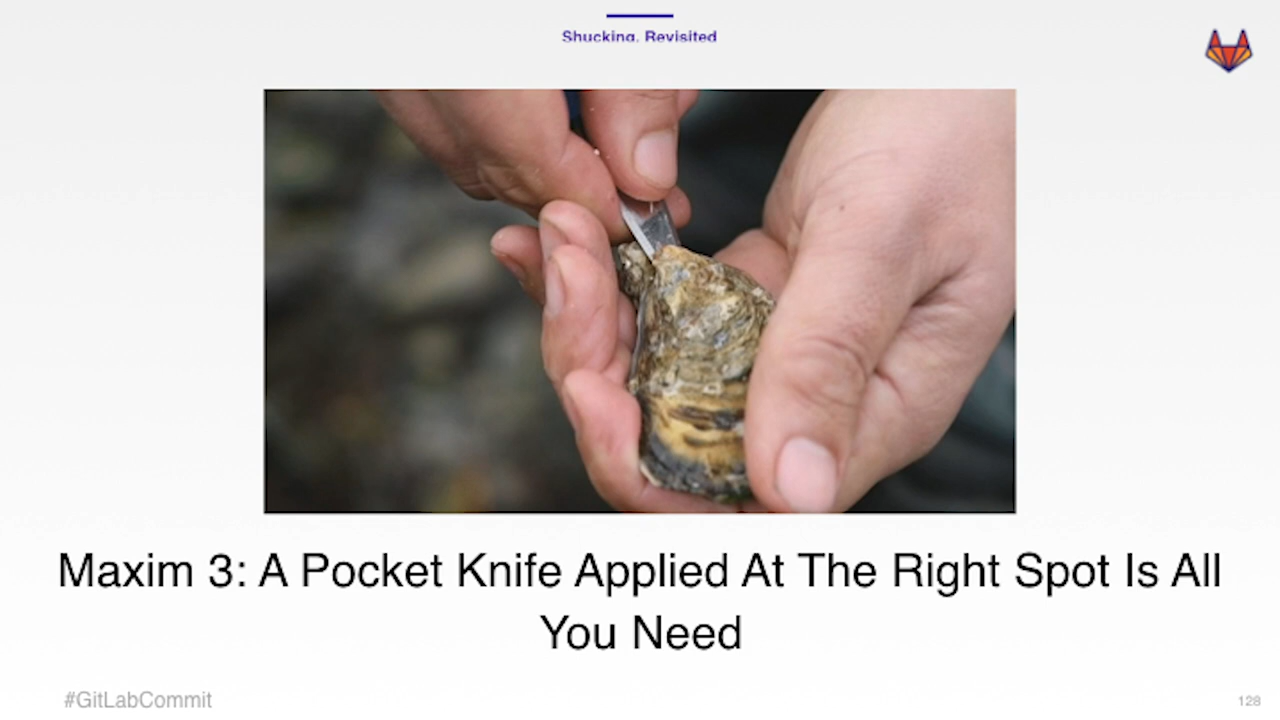 Shucking, Revisited
Maxim 3: A Pocket Knife Applied At The Right Spot Is All
You Need
#GitLabCommit
128